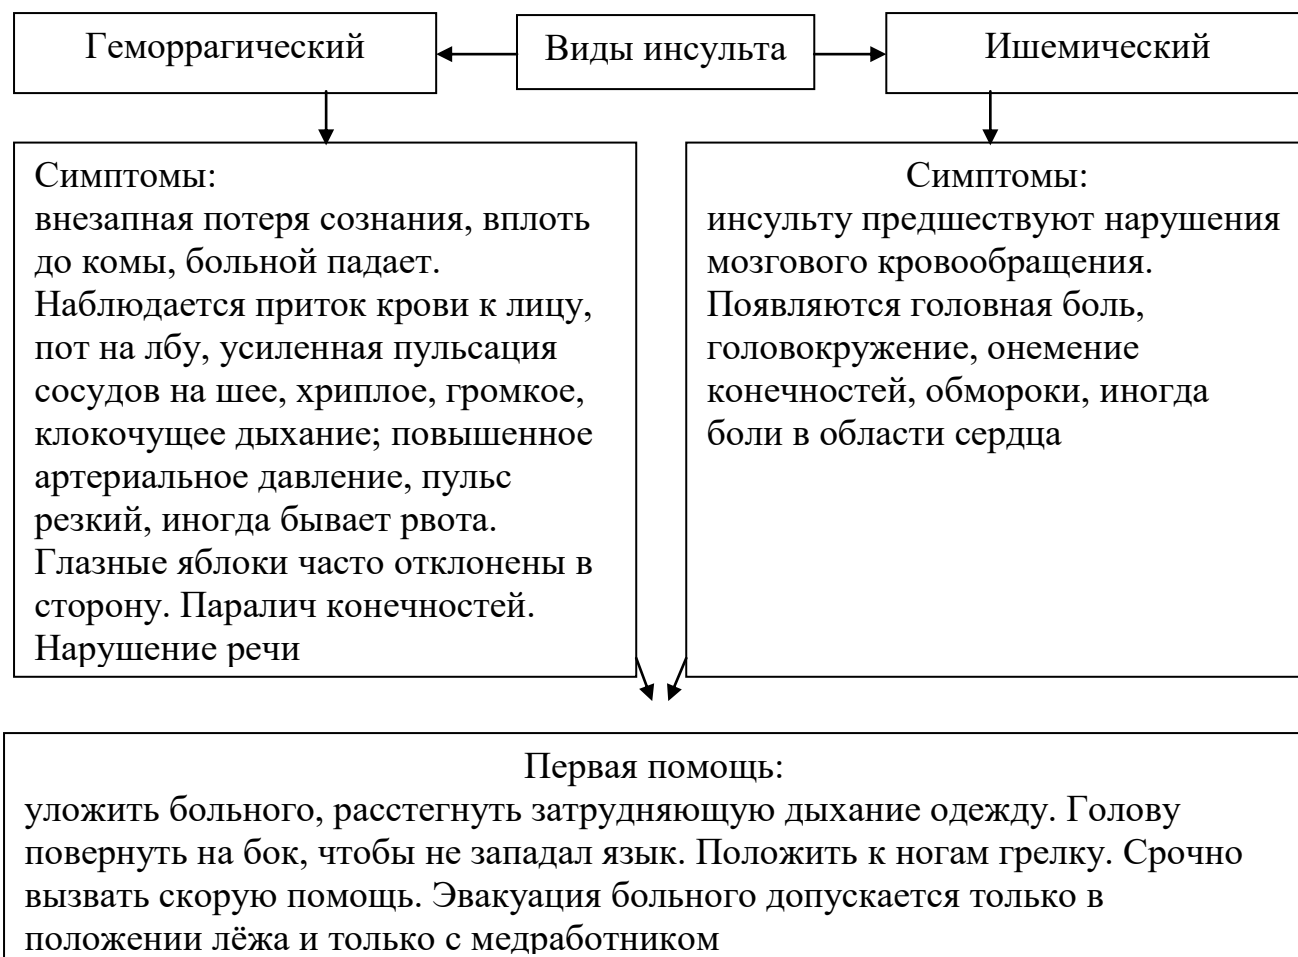 Геморрагический
Виды инсульта
Ишемический
Симптомы:
внезапная потеря сознания, вплоть
до комы, больной падает.
Наблюдается приток крови к лицу,
пот на лбу, усиленная пульсация
сосудов на шее, хриплое, громкое,
клокочущее дыхание; повышенное
артериальное давление, пульс
резкий, иногда бывает рвота.
Глазные яблоки часто отклонены в
сторону. Паралич конечностей.
Нарушение речи
Симптомы:
инсульту предшествуют нарушения
мозгового кровообращения.
Появляются головная боль,
головокружение, онемение
конечностей, обмороки, иногда
боли в области сердца
Первая помощь:
уложить больного, расстегнуть затрудняющую дыхание одежду. Голову
повернуть на бок, чтобы не западал язык. Положить к ногам грелку. Срочно
вызвать скорую помощь. Эвакуация больного допускается только в
положении лёжа и только с медработником